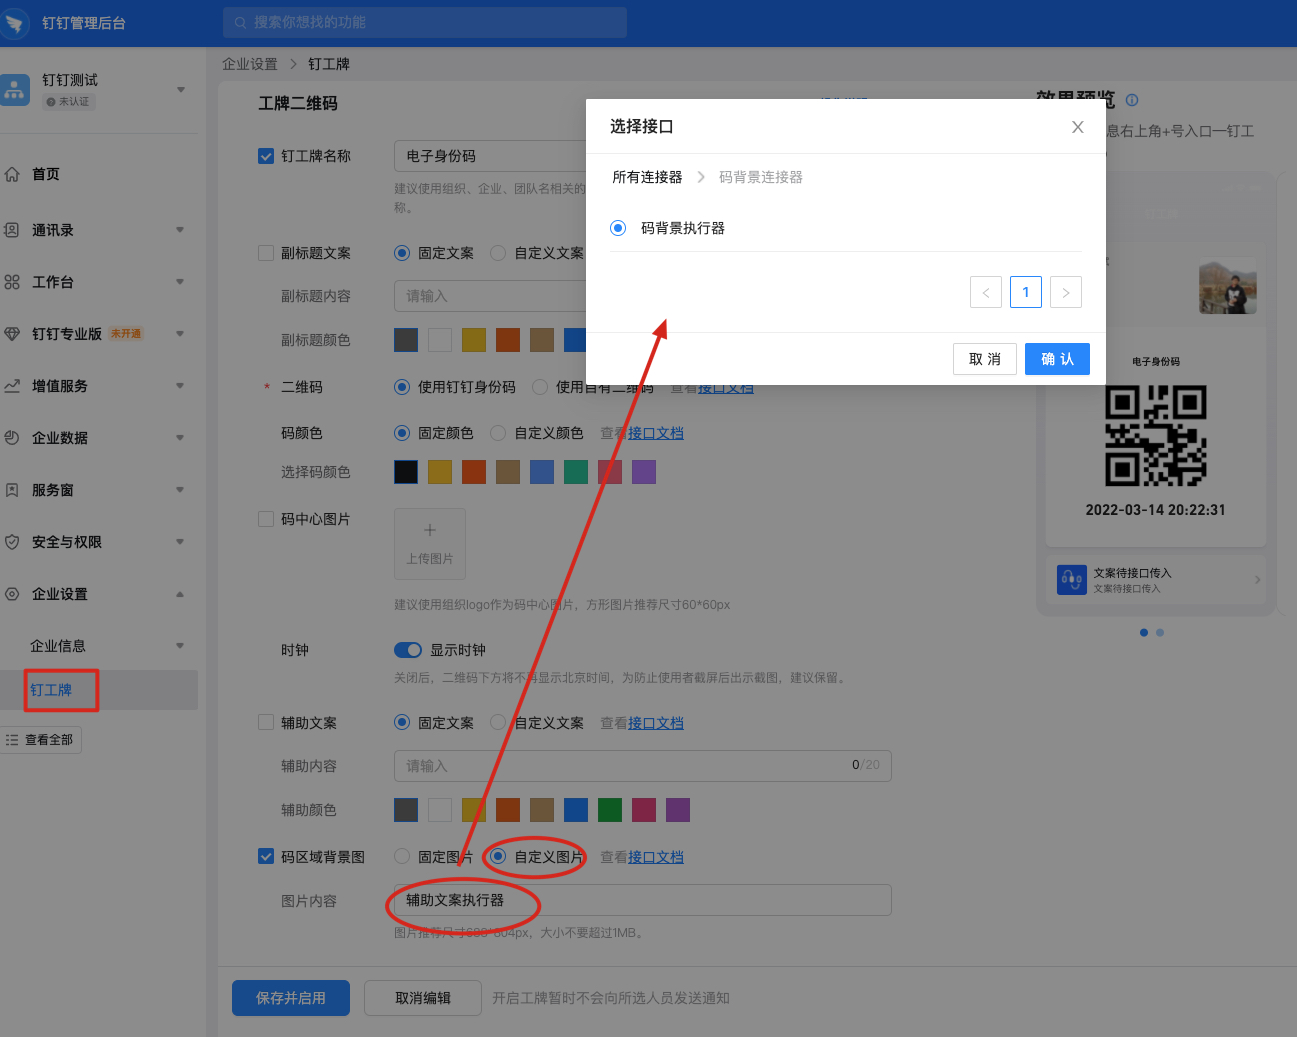 钉钉管理后台
搜索你想找的功能
钉钉测试
未认证
首页
通讯录
工作台
钉钉专业版 未开通
增值服务
企业数据
服务窗
安全与权限
企业设置
企业信息
钉工牌
查看全部
企业设置 > 钉工牌
工牌二维码
钉工牌名称
电子身份码
建议使用组织、企业、团队名相关的
称。
副标题文案
固定文案
自定义文案
副标题内容
请输入
副标题颜色
* 二维码
使用钉钉身份码
使用自有二维码
查看接口文档
码颜色
固定颜色
自定义颜色
查看接口文档
选择码颜色
码中心图片
+
上传图片
建议使用组织logo作为码中心图片，方形图片推荐尺寸60*60px
时钟
显示时钟
关闭后，二维码下方将不再显示北京时间，为防止使用者截屏后出示截图，建议保留。
辅助文案
固定文案
自定义文案
查看接口文档
辅助内容
请输入
0/20
辅助颜色
码区域背景图
固定图片
自定义图片
查看接口文档
图片内容
辅助文案执行器
图片推荐尺寸686*804px，大小不要超过1MB。
保存并启用
取消编辑
开启工牌暂时不会向所选人员发送通知
选择接口
X
所有连接器 > 码背景连接器
码背景执行器
< 1 >
取 消
确 认
效果预览
息右上角+号入口—钉工
电子身份码
2022-03-14 20:22:31
文案待接口传入
文案待接口传入